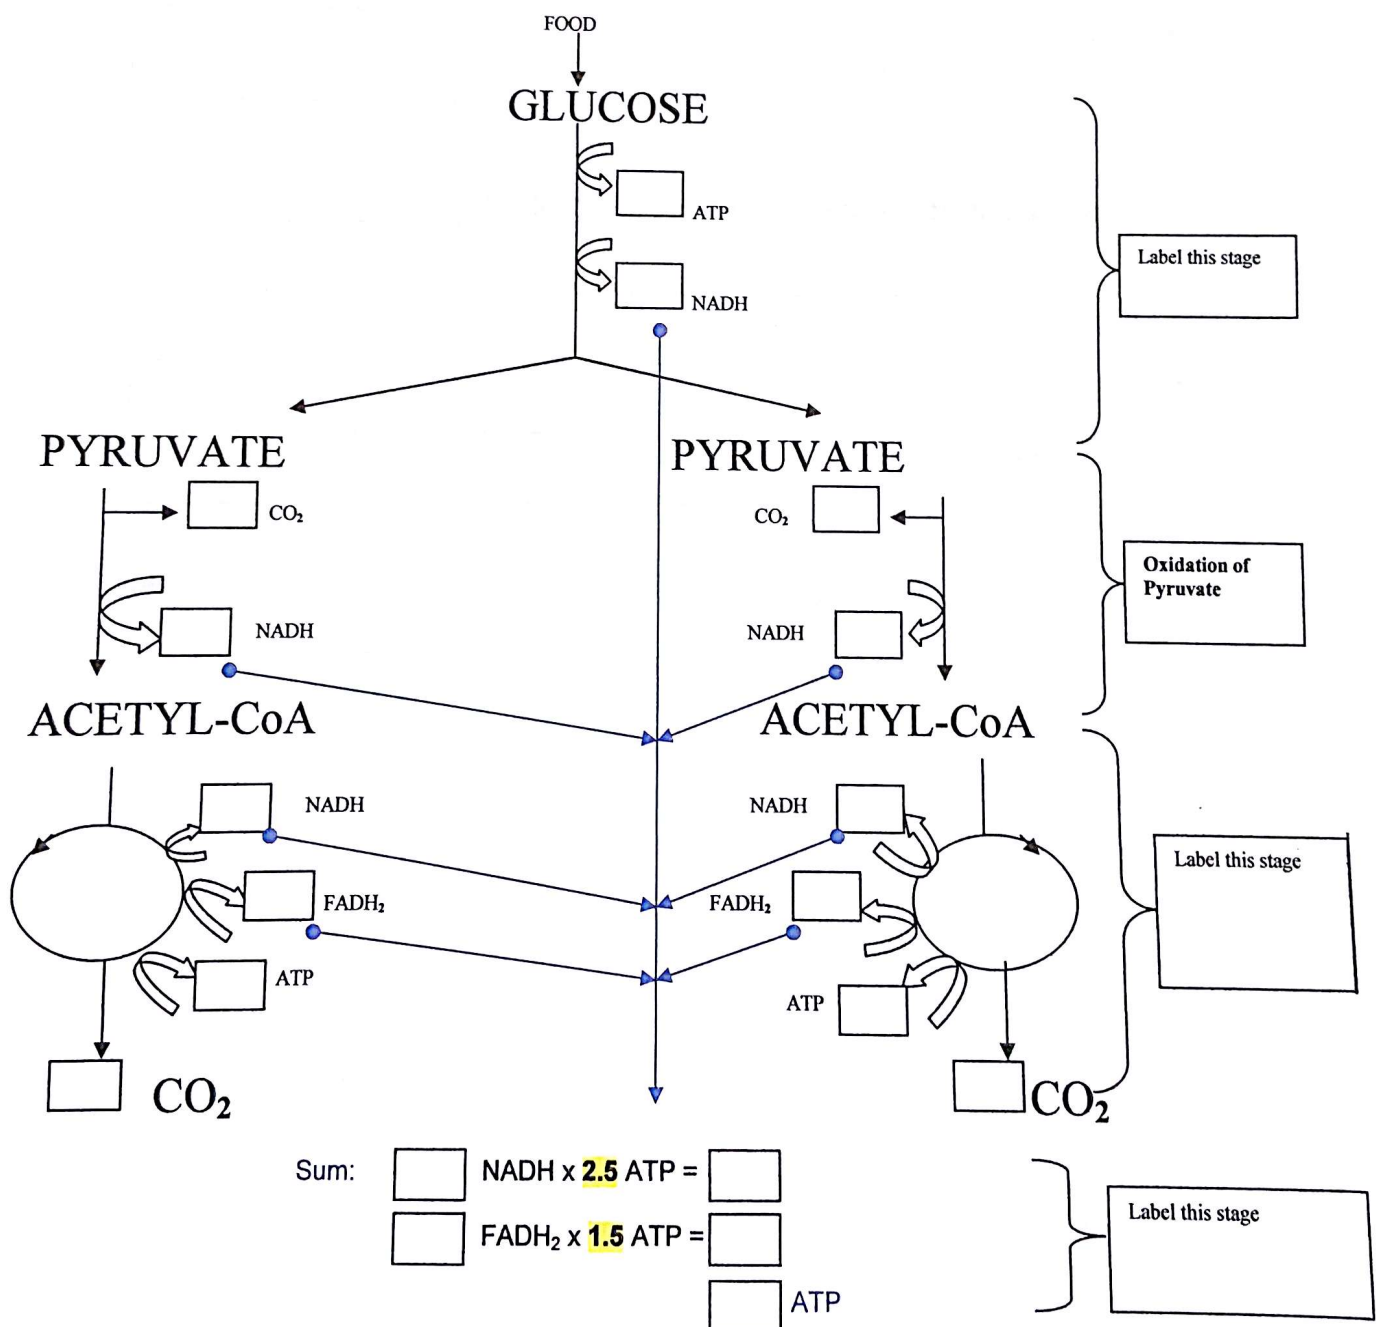 FOOD
GLUCOSE
ATP
Label this stage
NADH
PYRUVATE
PYRUVATE
CO₂
CO₂
Oxidation of
Pyruvate
NADH
NADH
ACETYL-CoA
ACETYL-CoA
NADH
NADH
Label this stage
FADH₂
FADH₂
ATP
ATP
CO₂
CO₂
Sum:
NADH x 2.5 ATP =
Label this stage
FADH₂ x 1.5 ATP =
ATP